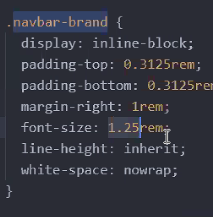 .navbar-brand {
display: inline-block;
padding-top: 0.3125rem;
padding-bottom: 0.3125rem
margin-right: 1rem;
font-size: 1.25rem;
line-height: inherit;
white-space: nowrap;
}